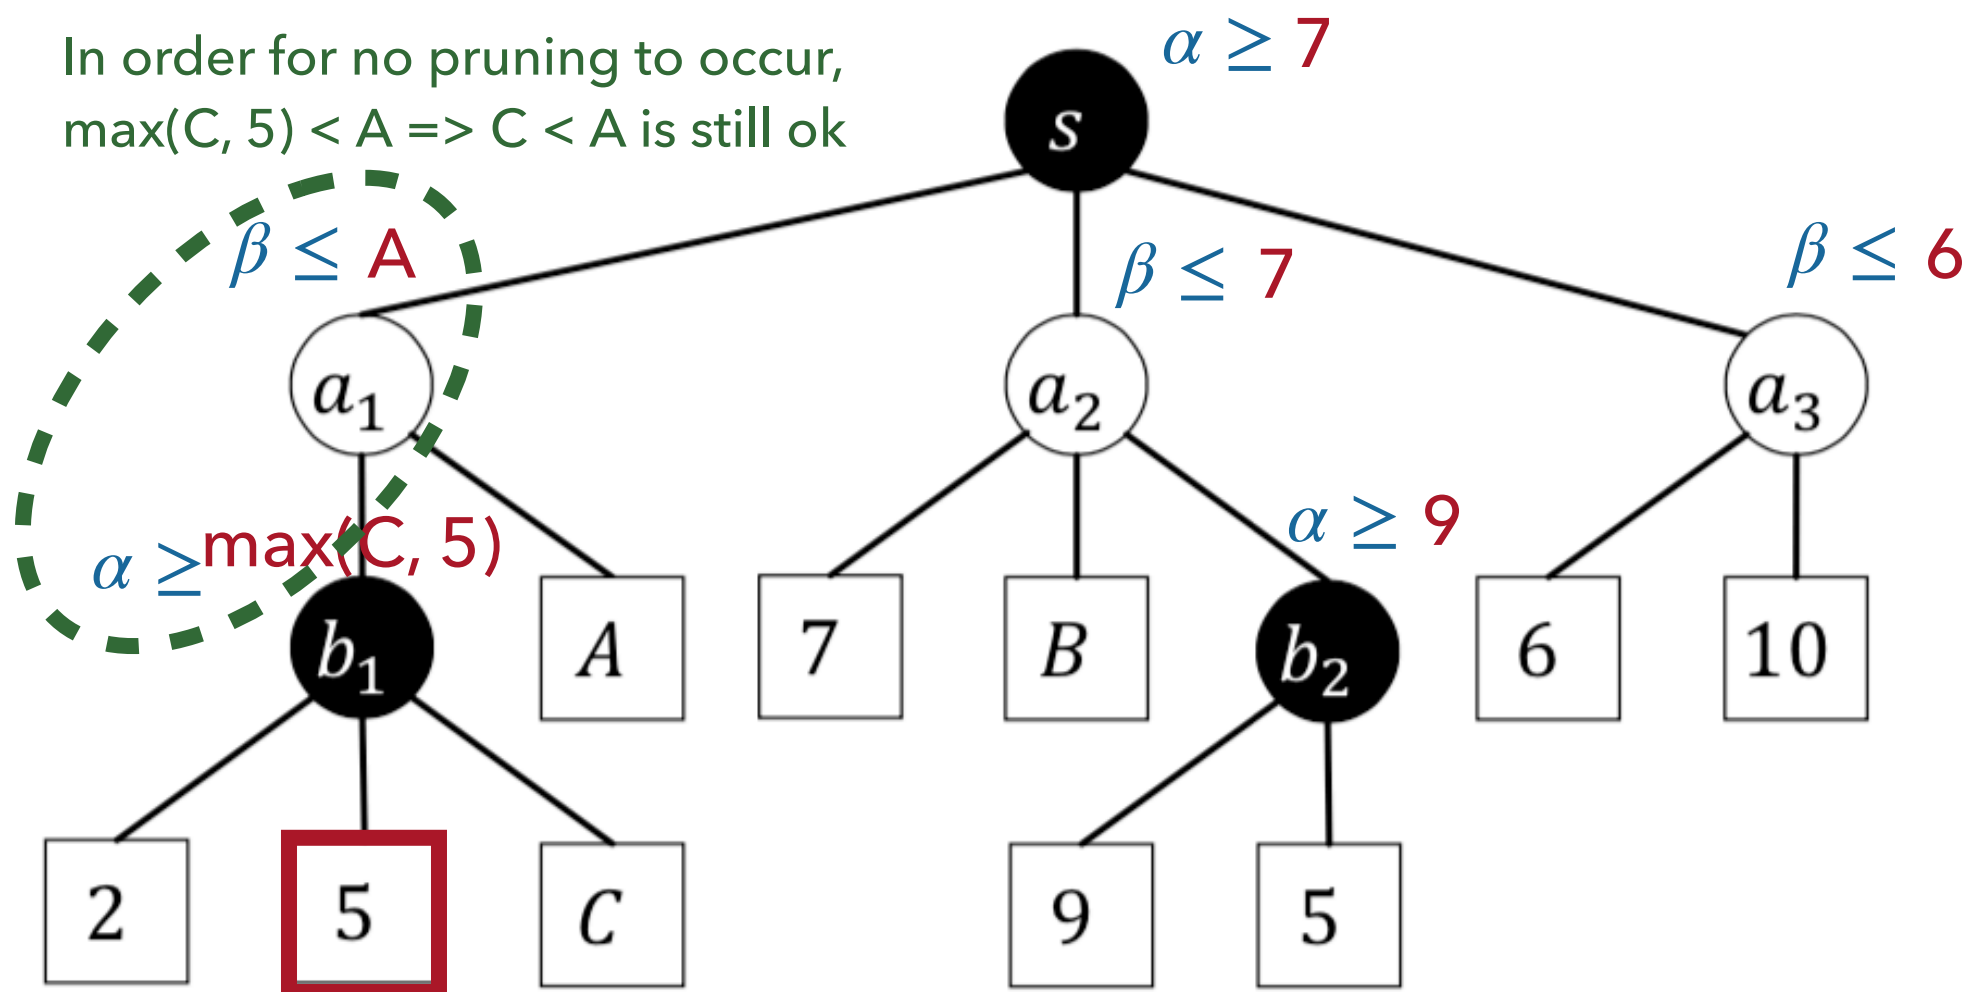 In order for no pruning to occur,
max(C, 5) < A => C < A is still ok
α ≥ 7
s
β ≤ A
β ≤ 7
β ≤ 6
a₁
a₂
a₃
α ≥ max(C, 5)
α ≥ 9
b₁
A
7
B
b₂
6
10
2
5
C
9
5